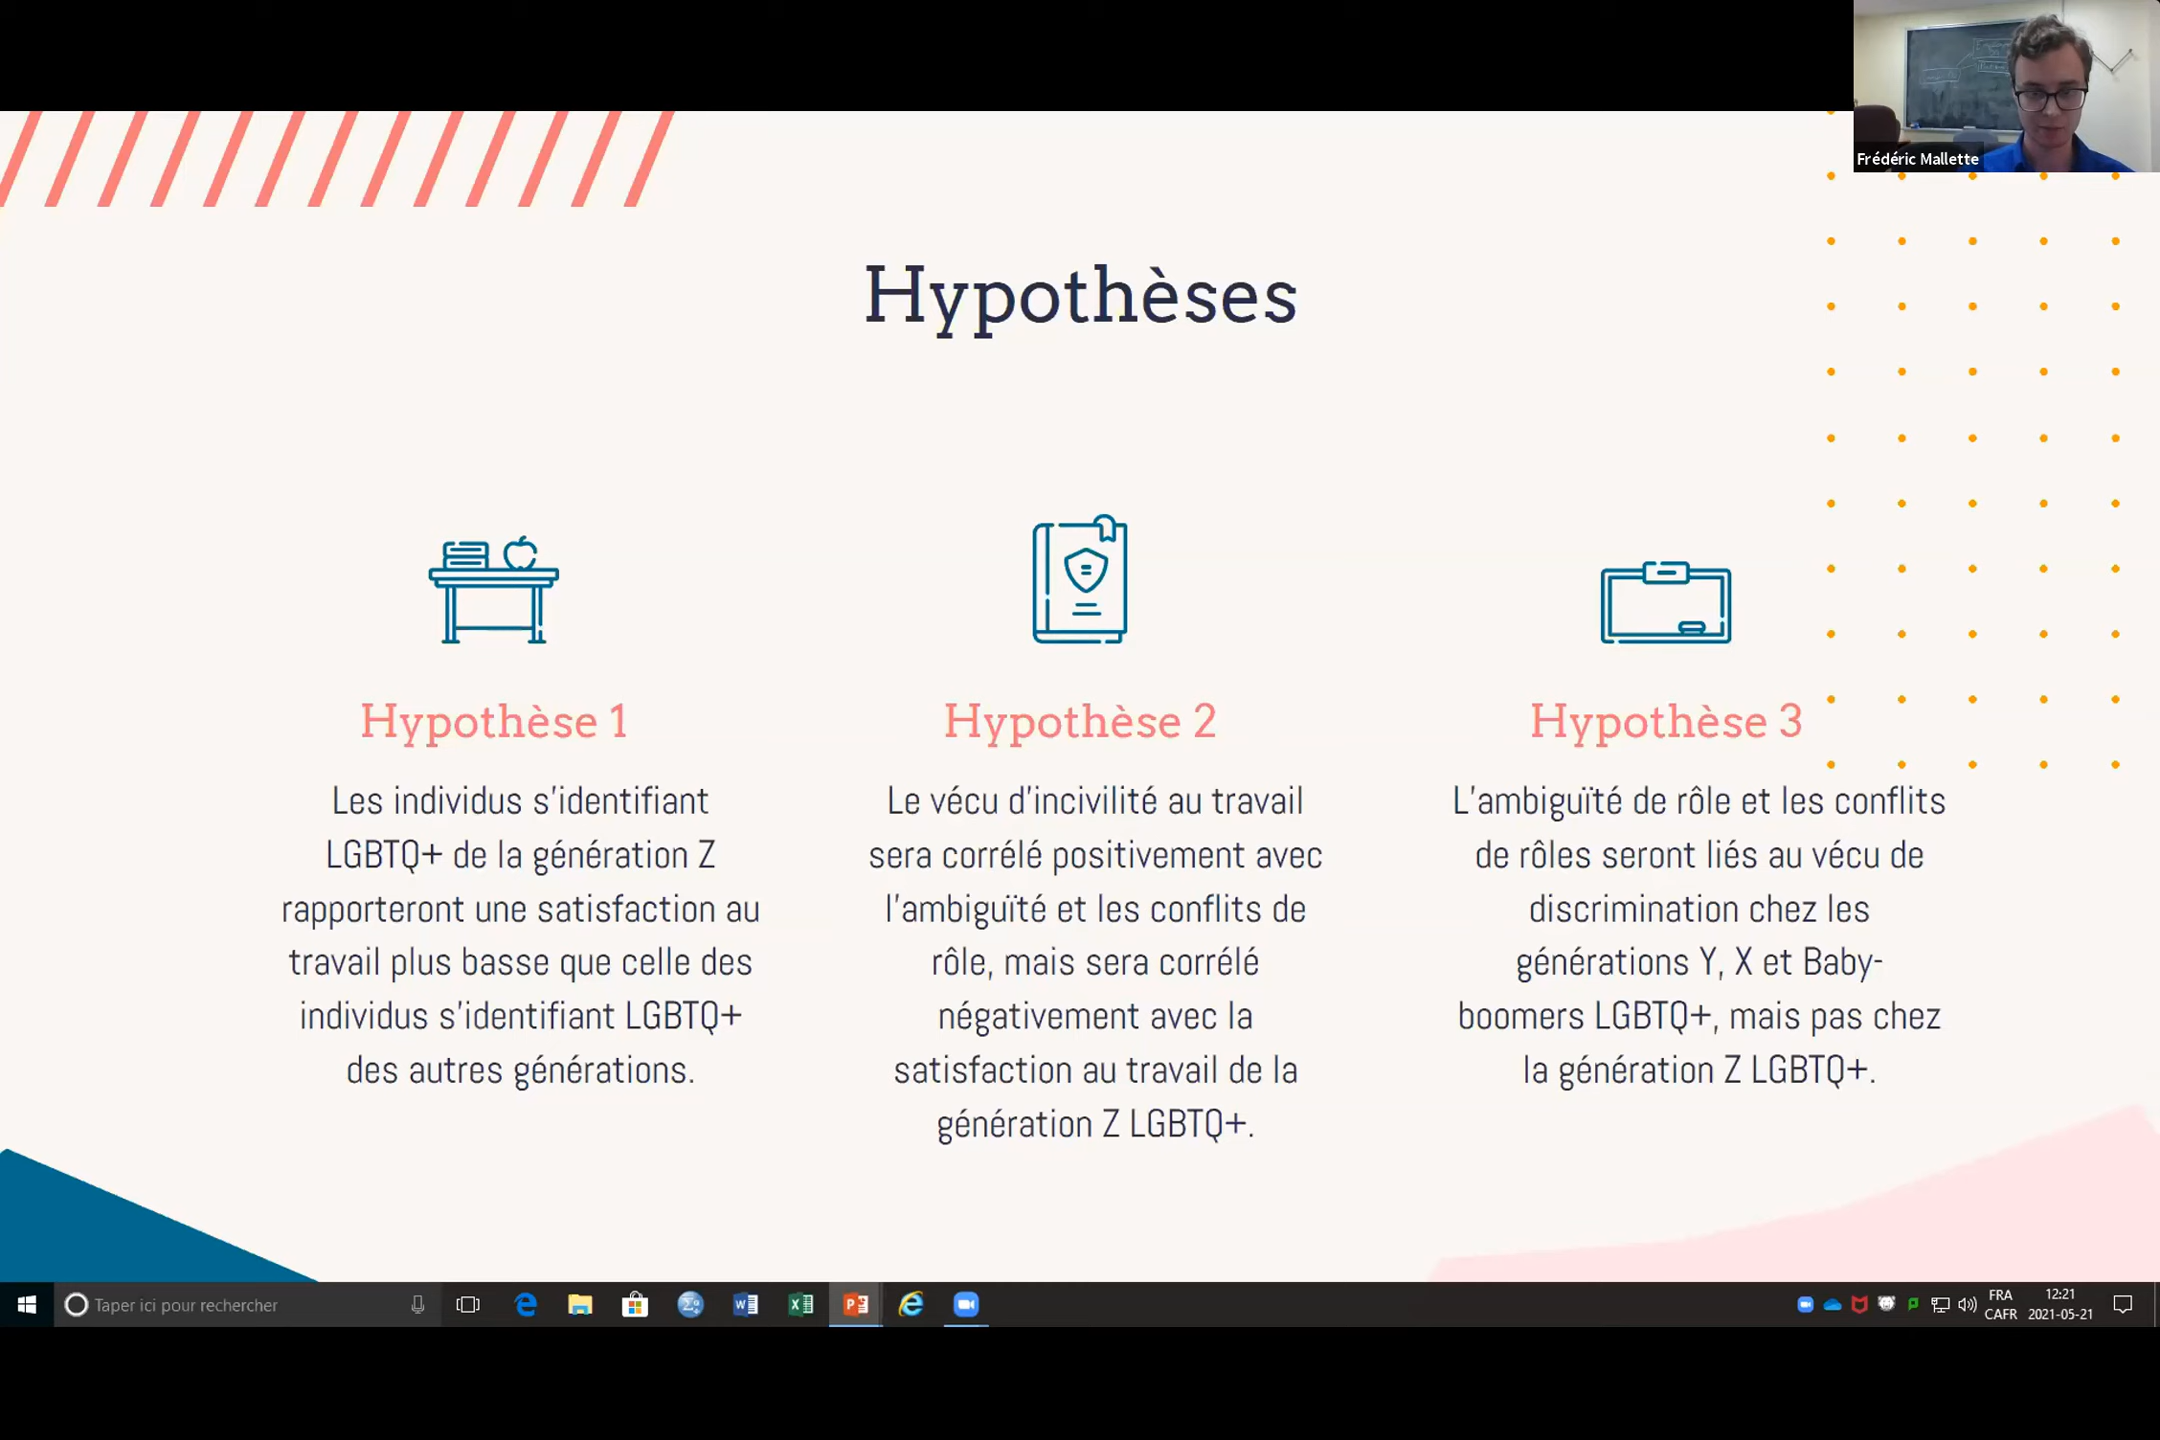 Frédéric Mallette
Hypothèses
Hypothèse 1
Les individus s'identifiant
LGBTQ+ de la génération Z
rapporteront une satisfaction au
travail plus basse que celle des
individus s'identifiant LGBTQ+
des autres générations.
Hypothèse 2
Le vécu d'incivilité au travail
sera corrélé positivement avec
l'ambiguïté et les conflits de
rôle, mais sera corrélé
négativement avec la
satisfaction au travail de la
génération Z LGBTQ+.
Hypothèse 3
L'ambiguïté de rôle et les conflits
de rôles seront liés au vécu de
discrimination chez les
générations Y, X et Baby-
boomers LGBTQ+, mais pas chez
la génération Z LGBTQ+.
Taper ici pour rechercher
FRA
CAFR
12:21
2021-05-21